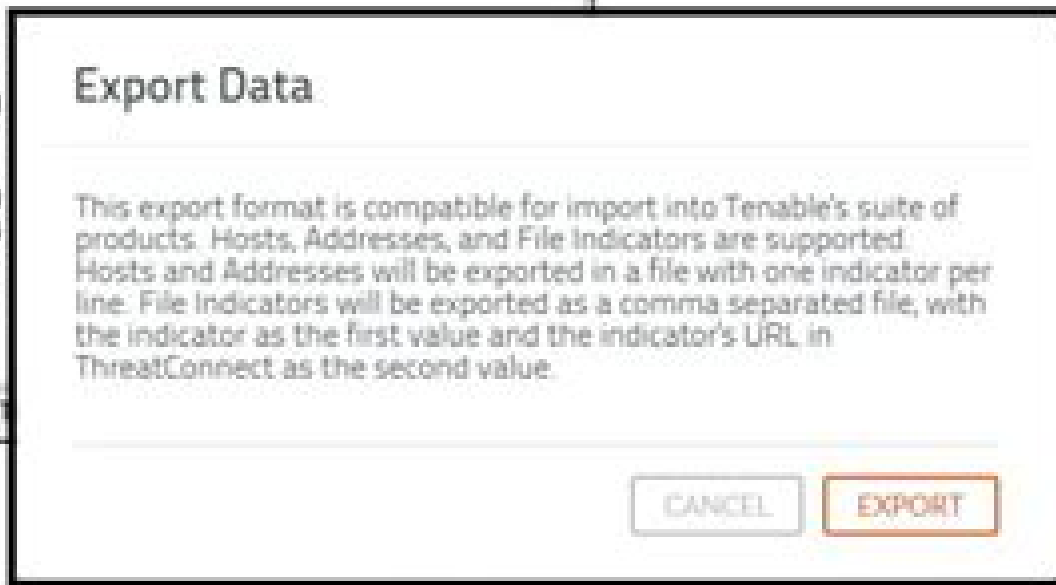 Export Data
This export format is compatible for import into Tenable's suite of
products. Hosts, Addresses, and File Indicators are supported.
Hosts and Addresses will be exported in a file with one indicator per
line. File Indicators will be exported as a comma separated file, with
the indicator as the first value and the indicator's URL in
ThreatConnect as the second value.
CANCEL
EXPORT